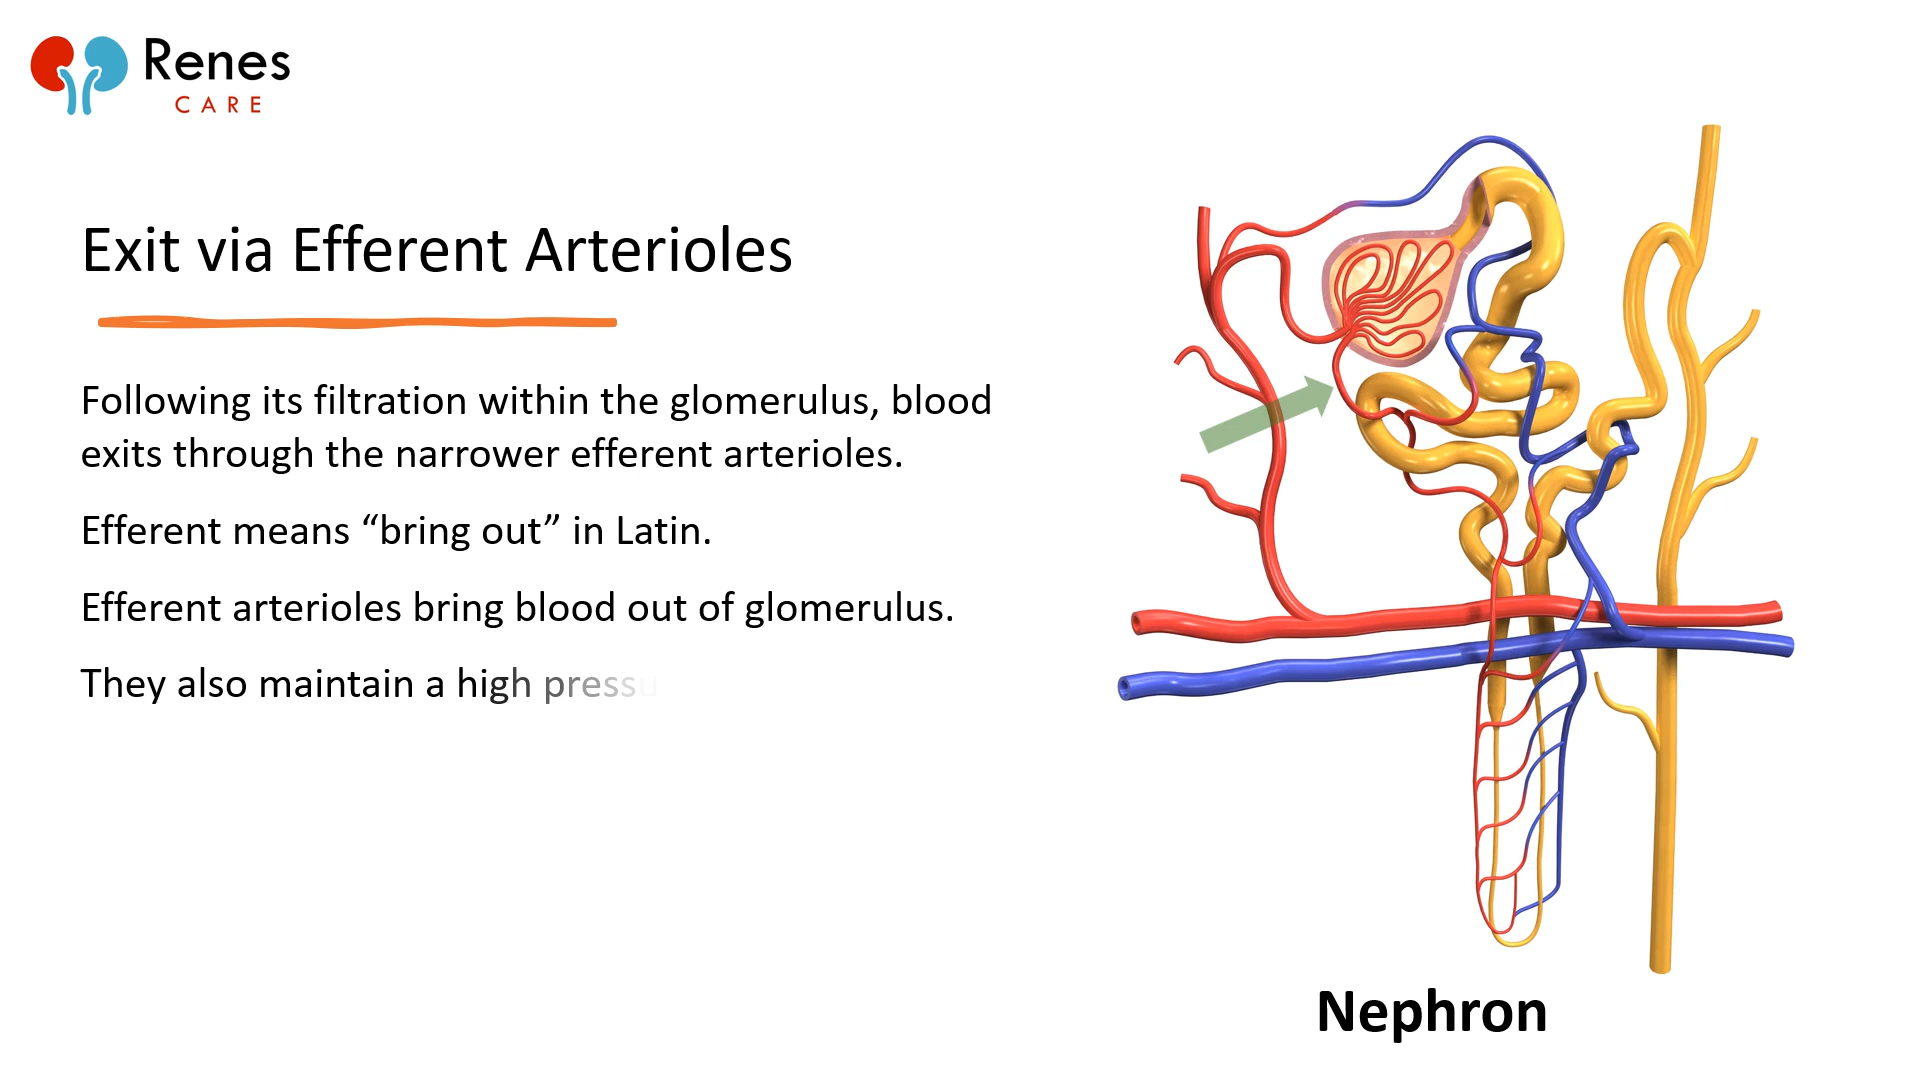 Renes
CARE
Exit via Efferent Arterioles
Following its filtration within the glomerulus, blood
exits through the narrower efferent arterioles.
Efferent means “bring out” in Latin.
Efferent arterioles bring blood out of glomerulus.
They also maintain a high pressu
Nephron